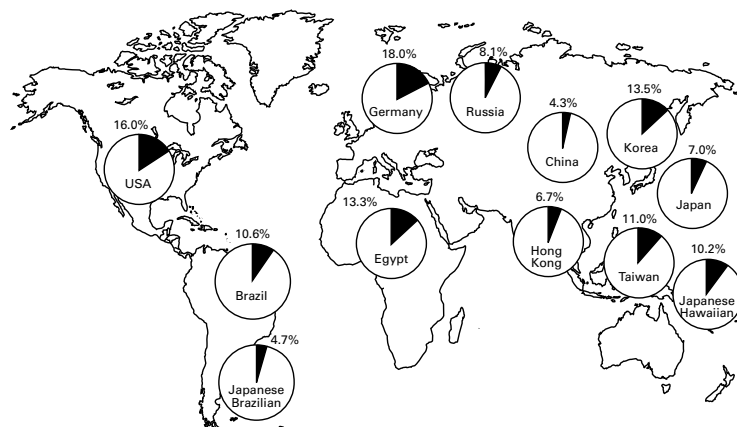 18.0%
Germany
8.1%
Russia
4.3%
China
13.5%
Korea
16.0%
USA
7.0%
Japan
13.3%
Egypt
6.7%
Hong
Kong
11.0%
Taiwan
10.2%
Japanese
Hawaiian
10.6%
Brazil
4.7%
Japanese
Brazilian